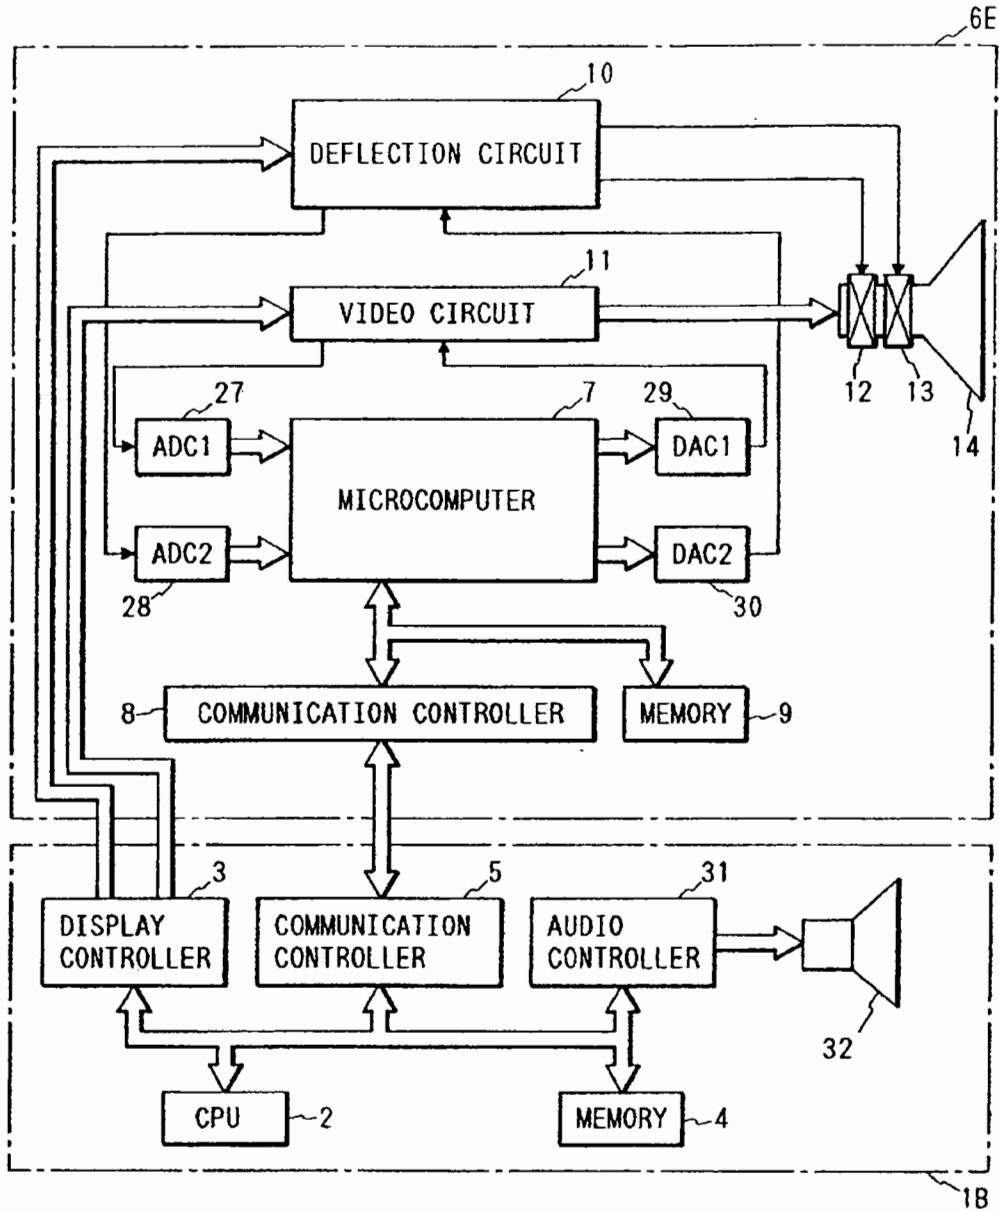 6E
10
DEFLECTION CIRCUIT
11
VIDEO CIRCUIT
12
13
14
27
ADC1
7
MICROCOMPUTER
29
DAC1
ADC2
28
DAC2
30
8
COMMUNICATION CONTROLLER
MEMORY
9
3
DISPLAY
CONTROLLER
5
COMMUNICATION
CONTROLLER
31
AUDIO
CONTROLLER
32
CPU
2
MEMORY
4
1B